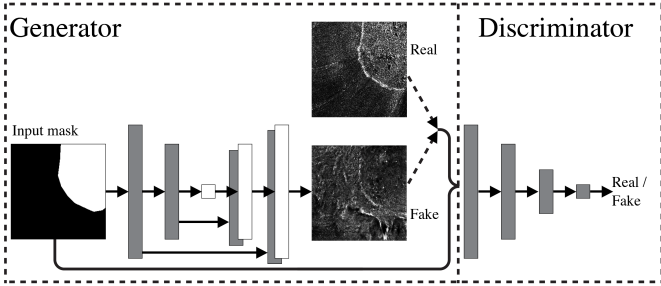 Generator
Discriminator
Real
Input mask
Fake
Real /
Fake